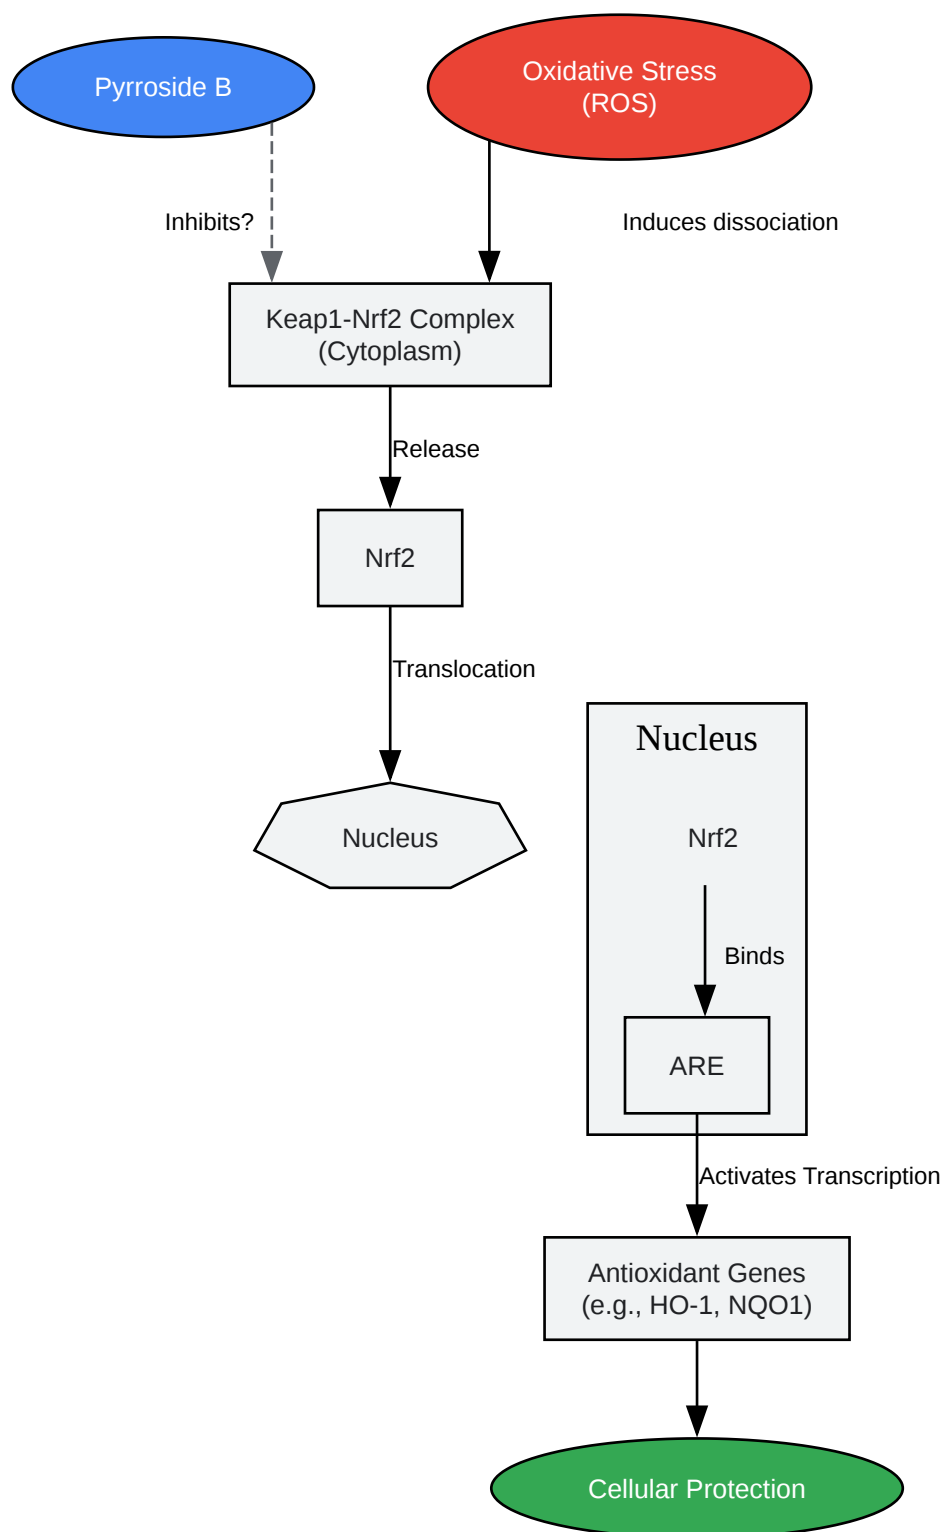 Pyrroside B
Oxidative Stress
(ROS)
Inhibits?
Induces dissociation
Keap1-Nrf2 Complex
(Cytoplasm)
Release
Nrf2
Translocation
Nucleus
Nucleus
Nrf2
Binds
ARE
Activates Transcription
Antioxidant Genes
(e.g., HO-1, NQO1)
Cellular Protection